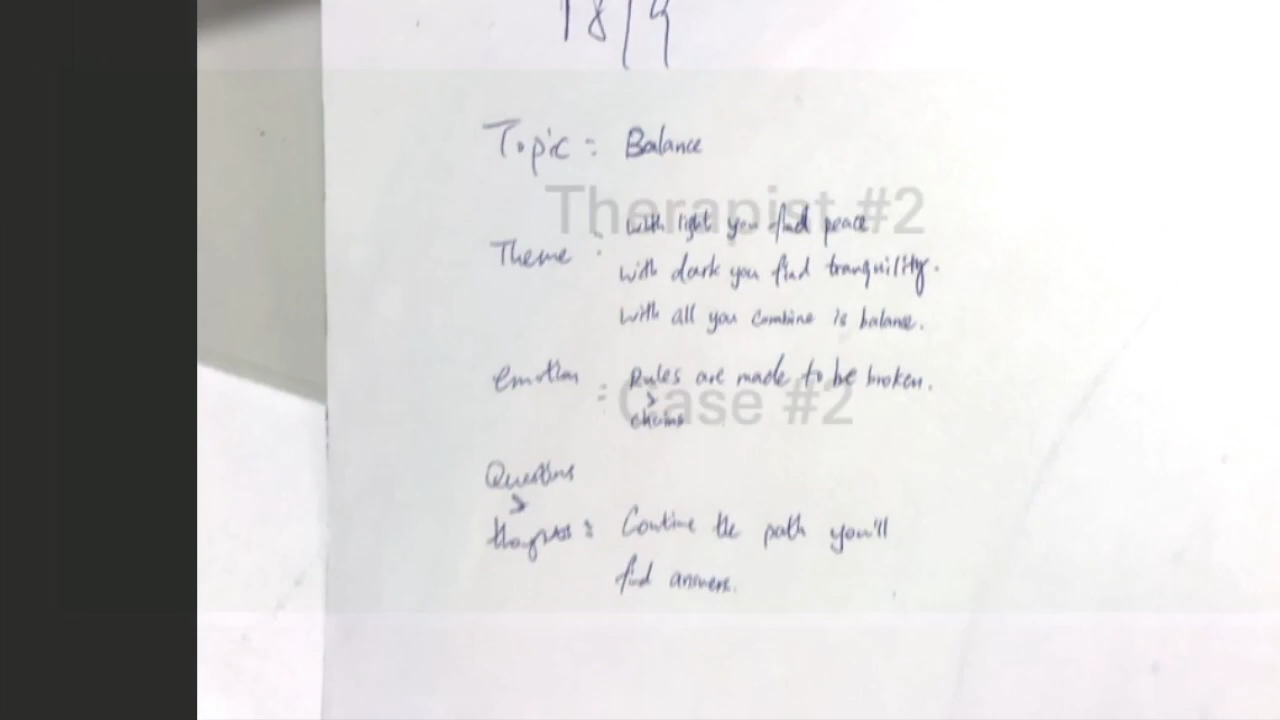 18/9
Topic : Balance
Therapist #2
Theme : with light you find peace
with dark you find tranquility.
with all you combine is balance.
emotion : Rules are made to be broken.
>
chains
Case #2
Questions
>
thoughts : Continue the path you'll
find answers.